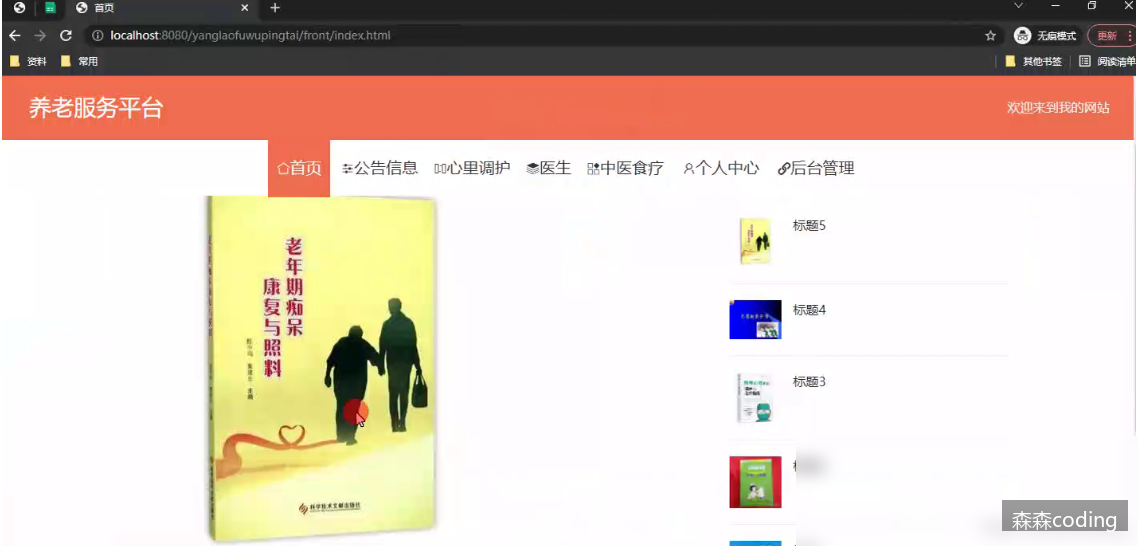 首页
localhost:8080/yanglaofuwupingtai/front/index.html
无痕模式
更新
资料
常用
其他书签
阅读清单
养老服务平台
欢迎来到我的网站
首页
公告信息
心里调护
医生
中医食疗
个人中心
后台管理
老年期痴呆
康复与照料
科学技术文献出版社
标题5
标题4
标题3
森森coding